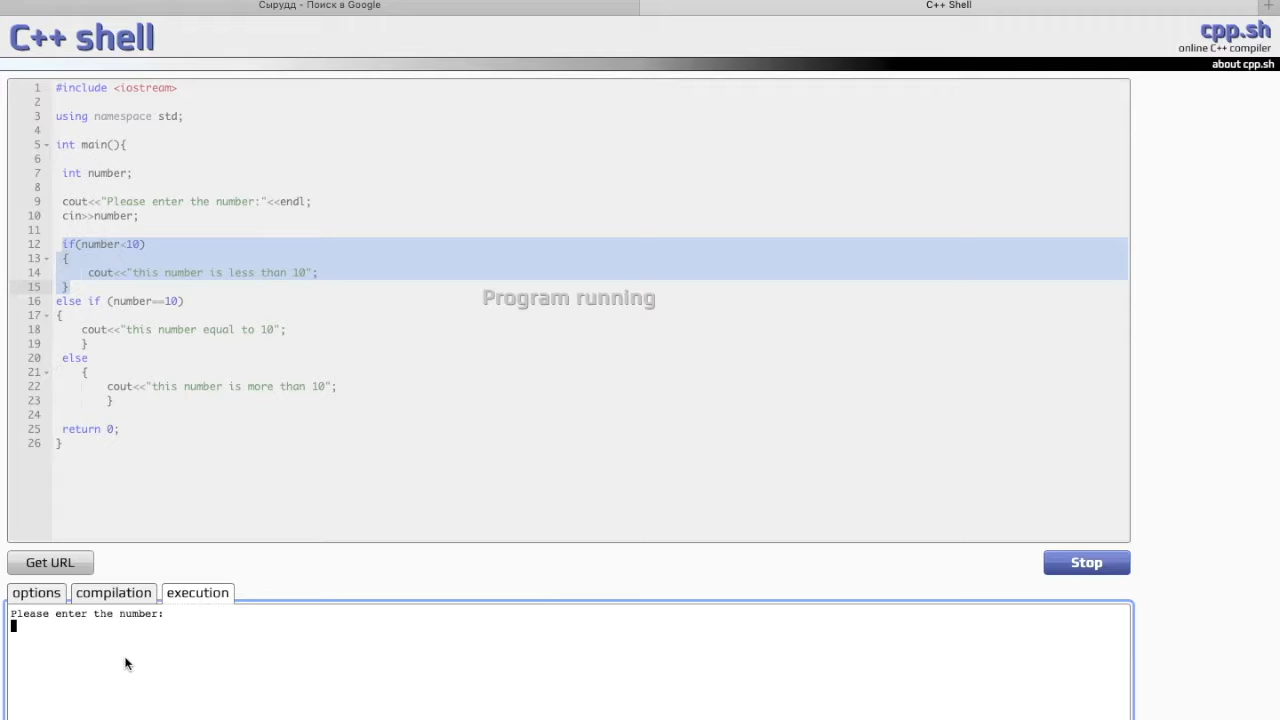 Сырудд - Поиск в Google
C++ Shell
C++ shell
cpp.sh
online C++ compiler
about cpp.sh
1 #include <iostream>
2
3 using namespace std;
4
5 int main(){
6
7 int number;
8
9 cout<<"Please enter the number:"<<endl;
10 cin>>number;
11
12 if(number<10)
13 {
14 cout<<"this number is less than 10";
15 }
16 else if (number==10)
17 {
18 cout<<"this number equal to 10";
19 }
20 else
21 {
22 cout<<"this number is more than 10";
23 }
24
25 return 0;
26 }
Program running
Get URL
Stop
options compilation execution
Please enter the number: